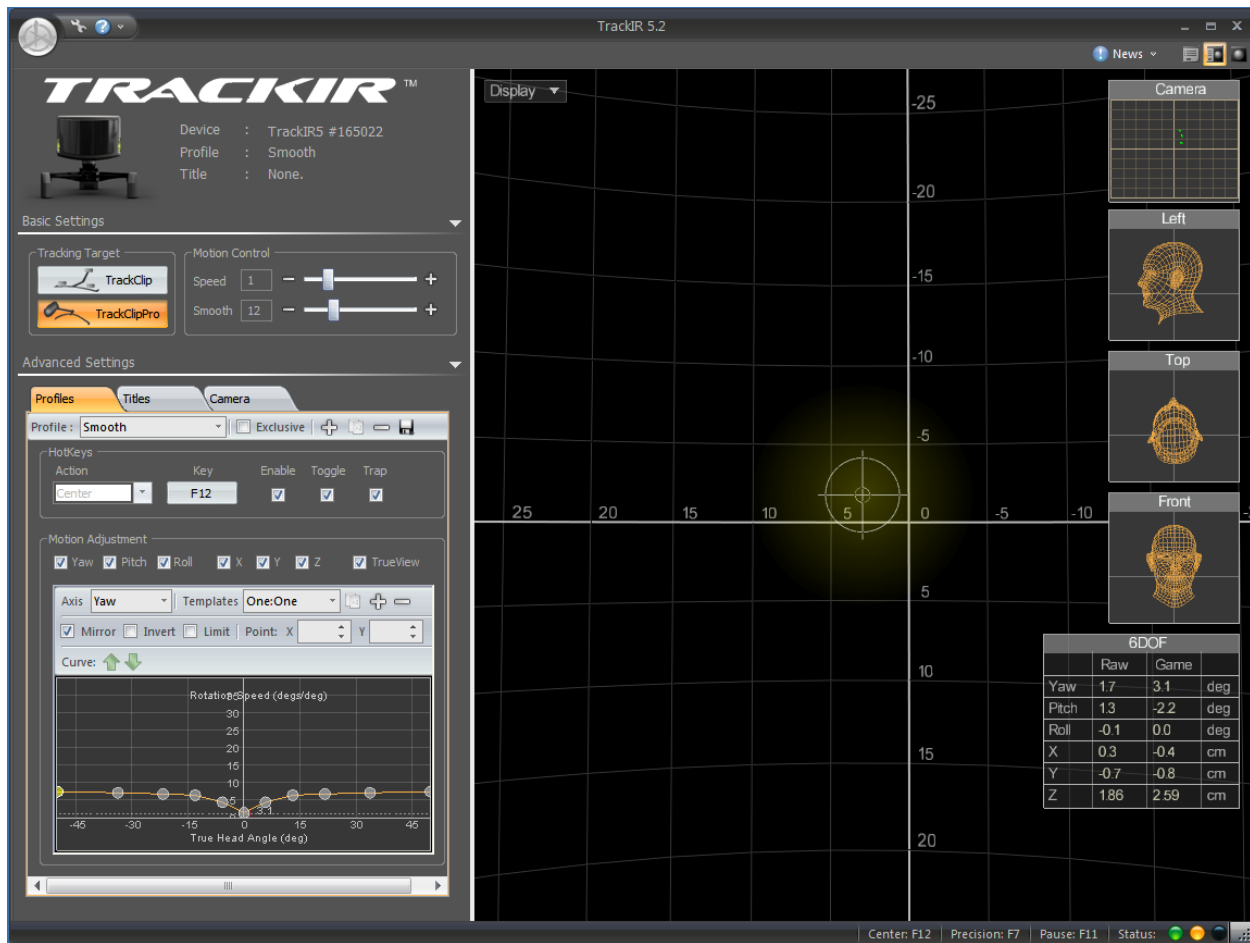 TrackIR 5.2
News
TRACKIR™
Device : TrackIR5 #165022
Profile : Smooth
Title : None.
Basic Settings
Tracking Target
TrackClip
TrackClipPro
Motion Control
Speed 1
Smooth 12
Advanced Settings
Profiles Titles Camera
Profile : Smooth Exclusive
HotKeys
Action Key Enable Toggle Trap
Center F12
Motion Adjustment
Yaw Pitch Roll X Y Z TrueView
Axis Yaw Templates One:One
Mirror Invert Limit Point: X Y
Curve:
Rotation Speed (degs/deg)
35
30
25
20
15
10
5
3.1
-45 -30 -15 0 15 30 45
True Head Angle (deg)
Display
-25
-20
-15
-10
-5
25 20 15 10 5 0 -5 -10
5
10
15
20
Camera
Left
Top
Front
6DOF
Raw Game
Yaw 1.7 3.1 deg
Pitch 1.3 -2.2 deg
Roll -0.1 0.0 deg
X 0.3 -0.4 cm
Y -0.7 -0.8 cm
Z 1.86 2.59 cm
Center: F12 Precision: F7 Pause: F11 Status: